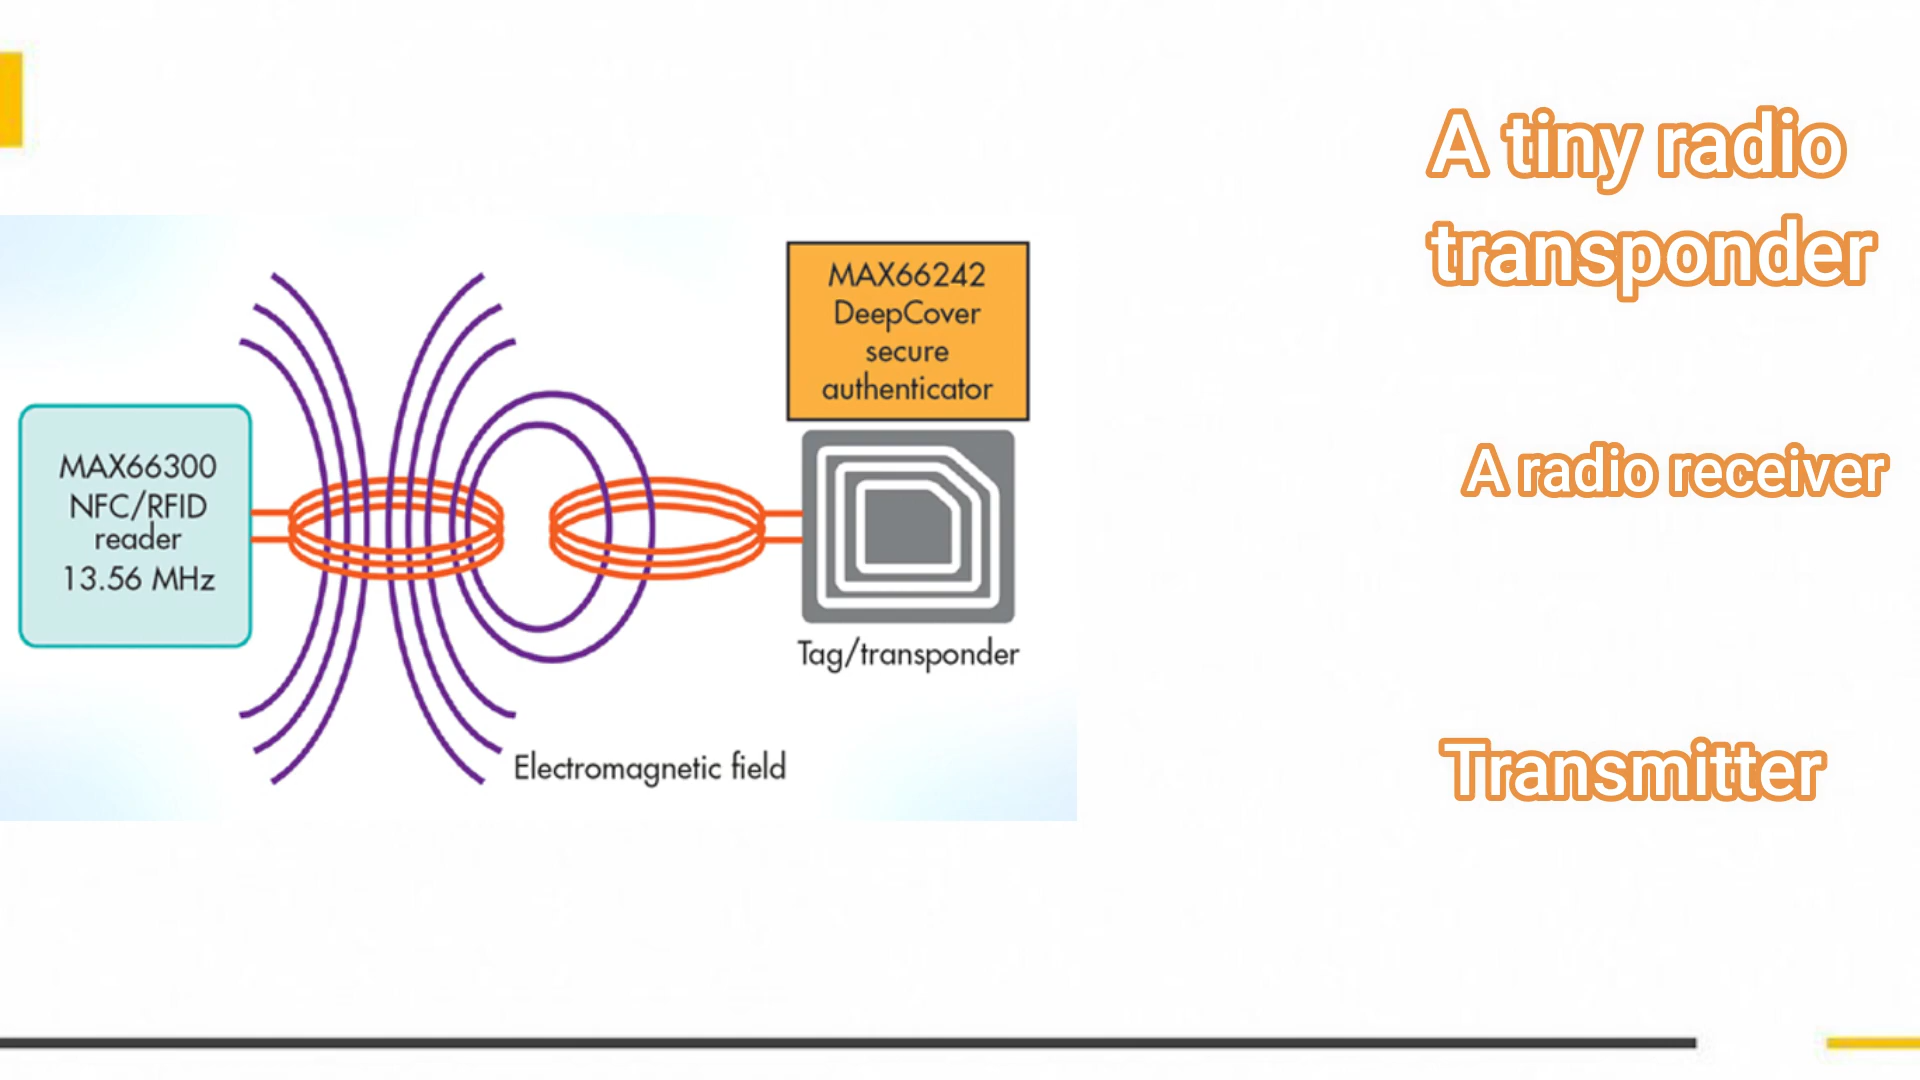 MAX66300
NFC/RFID
reader
13.56 MHz
MAX66242
DeepCover
secure
authenticator
Tag/transponder
Electromagnetic field
A tiny radio
transponder
A radio receiver
Transmitter